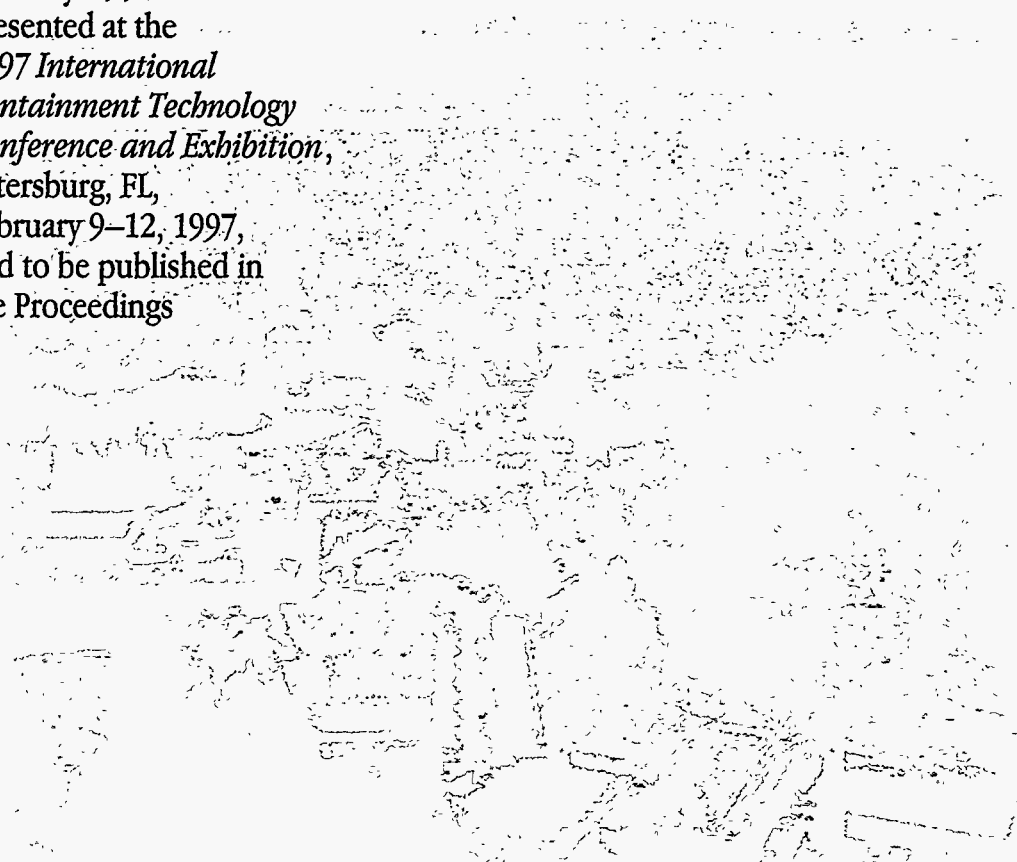 esented at the
97 International
ntainment Technology
nference and Exhibition,
tersburg, FL,
bruary 9–12, 1997,
d to be published in
e Proceedings